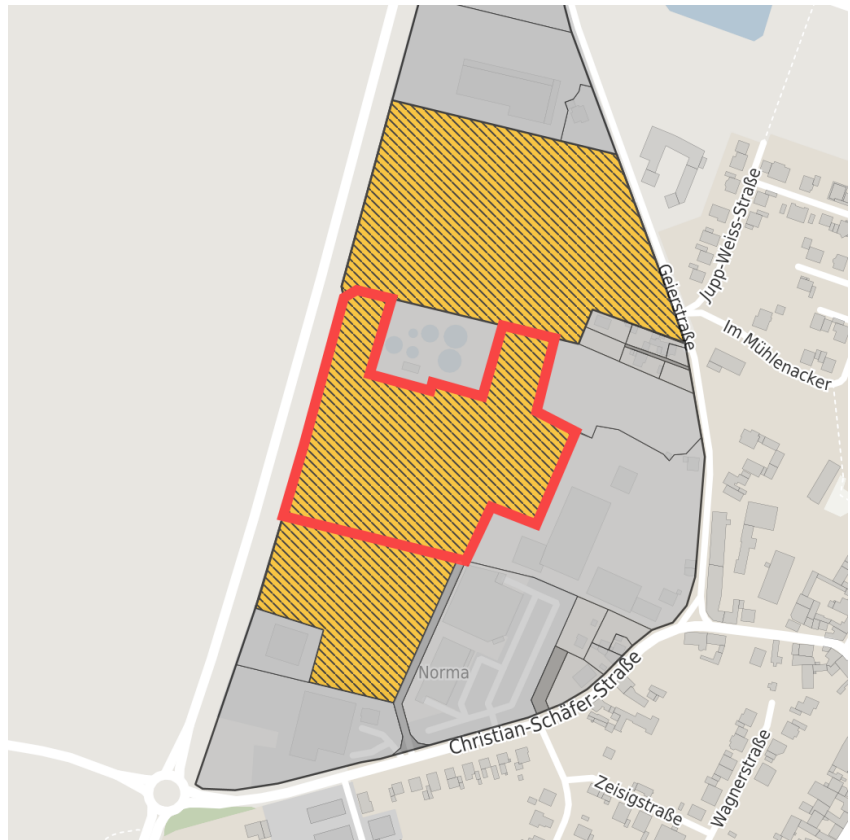 Jupp-Weiss-Straße
Geierstraße
Im Mühlenacker
Norma
Christian-Schäfer-Straße
Zeisigstraße
Wagnerstraße